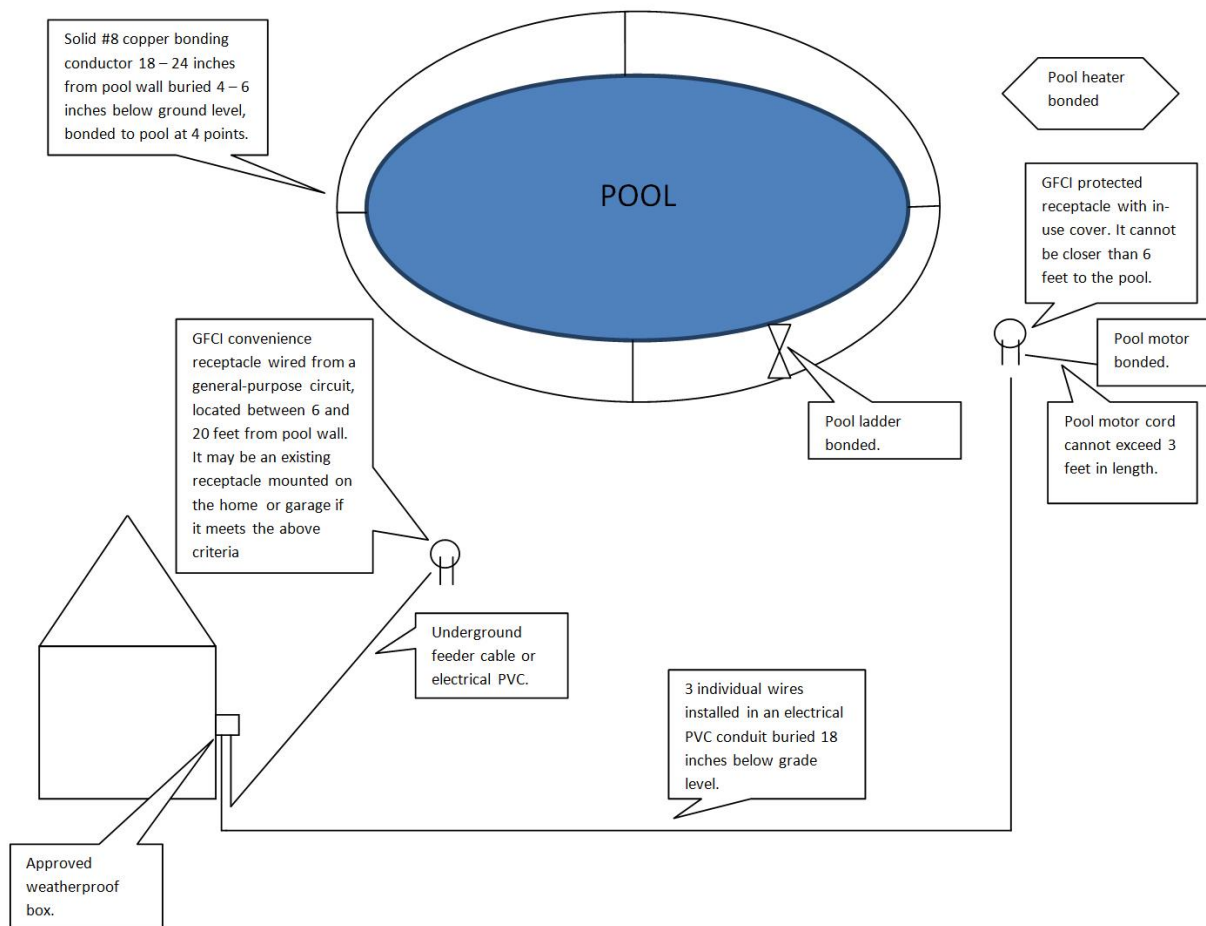 Solid #8 copper bonding
conductor 18 – 24 inches
from pool wall buried 4 – 6
inches below ground level,
bonded to pool at 4 points.
POOL
Pool heater
bonded
GFCI protected
receptacle with in-
use cover. It cannot
be closer than 6
feet to the pool.
Pool motor
bonded.
Pool motor cord
cannot exceed 3
feet in length.
Pool ladder
bonded.
GFCI convenience
receptacle wired from a
general-purpose circuit,
located between 6 and
20 feet from pool wall.
It may be an existing
receptacle mounted on
the home or garage if
it meets the above
criteria
Underground
feeder cable or
electrical PVC.
3 individual wires
installed in an electrical
PVC conduit buried 18
inches below grade
level.
Approved
weatherproof
box.